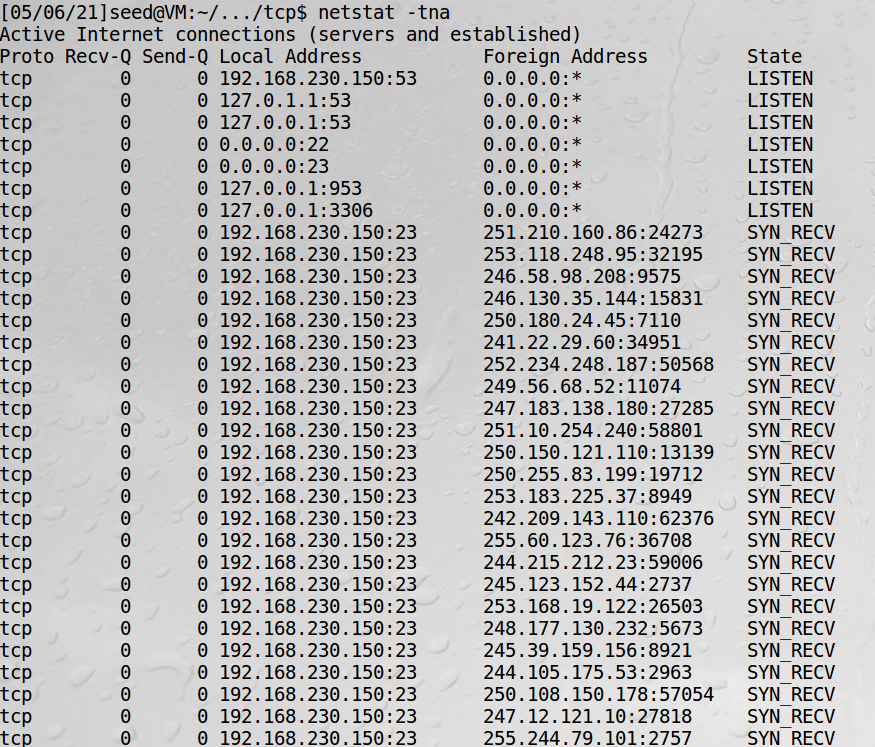 [05/06/21]seed@VM:~/.../tcp$ netstat -tna
Active Internet connections (servers and established)
Proto Recv-Q Send-Q Local Address           Foreign Address         State
tcp        0      0 192.168.230.150:53      0.0.0.0:*               LISTEN
tcp        0      0 127.0.1.1:53            0.0.0.0:*               LISTEN
tcp        0      0 127.0.0.1:53            0.0.0.0:*               LISTEN
tcp        0      0 0.0.0.0:22              0.0.0.0:*               LISTEN
tcp        0      0 0.0.0.0:23              0.0.0.0:*               LISTEN
tcp        0      0 127.0.0.1:953           0.0.0.0:*               LISTEN
tcp        0      0 127.0.0.1:3306          0.0.0.0:*               LISTEN
tcp        0      0 192.168.230.150:23      251.210.160.86:24273    SYN_RECV
tcp        0      0 192.168.230.150:23      253.118.248.95:32195    SYN_RECV
tcp        0      0 192.168.230.150:23      246.58.98.208:9575      SYN_RECV
tcp        0      0 192.168.230.150:23      246.130.35.144:15831    SYN_RECV
tcp        0      0 192.168.230.150:23      250.180.24.45:7110      SYN_RECV
tcp        0      0 192.168.230.150:23      241.22.29.60:34951      SYN_RECV
tcp        0      0 192.168.230.150:23      252.234.248.187:50568   SYN_RECV
tcp        0      0 192.168.230.150:23      249.56.68.52:11074      SYN_RECV
tcp        0      0 192.168.230.150:23      247.183.138.180:27285   SYN_RECV
tcp        0      0 192.168.230.150:23      251.10.254.240:58801    SYN_RECV
tcp        0      0 192.168.230.150:23      250.150.121.110:13139   SYN_RECV
tcp        0      0 192.168.230.150:23      250.255.83.199:19712    SYN_RECV
tcp        0      0 192.168.230.150:23      253.183.225.37:8949     SYN_RECV
tcp        0      0 192.168.230.150:23      242.209.143.110:62376   SYN_RECV
tcp        0      0 192.168.230.150:23      255.60.123.76:36708     SYN_RECV
tcp        0      0 192.168.230.150:23      244.215.212.23:59006    SYN_RECV
tcp        0      0 192.168.230.150:23      245.123.152.44:2737     SYN_RECV
tcp        0      0 192.168.230.150:23      253.168.19.122:26503    SYN_RECV
tcp        0      0 192.168.230.150:23      248.177.130.232:5673    SYN_RECV
tcp        0      0 192.168.230.150:23      245.39.159.156:8921     SYN_RECV
tcp        0      0 192.168.230.150:23      244.105.175.53:2963     SYN_RECV
tcp        0      0 192.168.230.150:23      250.108.150.178:57054   SYN_RECV
tcp        0      0 192.168.230.150:23      247.12.121.10:27818     SYN_RECV
tcp        0      0 192.168.230.150:23      255.244.79.101:2757     SYN_RECV